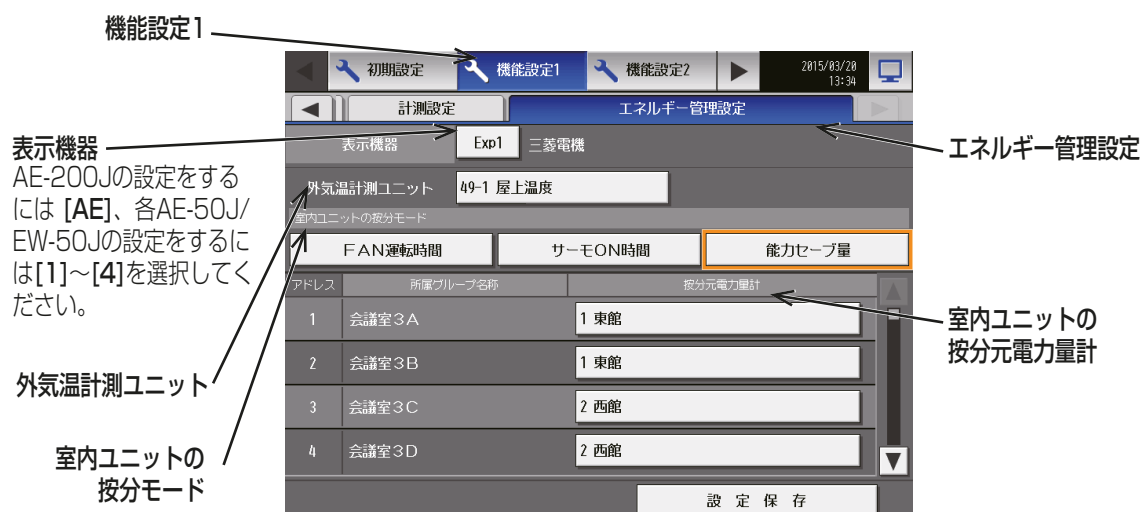 機能設定1
初期設定
機能設定1
機能設定2
2015/03/20
13:34
計測設定
エネルギー管理設定
表示機器
Exp1
三菱電機
外気温計測ユニット
49-1 屋上温度
室内ユニットの按分モード
FAN運転時間
サーモON時間
能力セーブ量
アドレス
所属グループ名称
按分元電力量計
1
会議室3A
1 東館
2
会議室3B
1 東館
3
会議室3C
2 西館
4
会議室3D
2 西館
設定保存
表示機器
AE-200Jの設定をする
には [AE]、各AE-50J/
EW-50Jの設定をするに
は[1]~[4]を選択してく
ださい。
外気温計測ユニット
室内ユニットの
按分モード
エネルギー管理設定
室内ユニットの
按分元電力量計